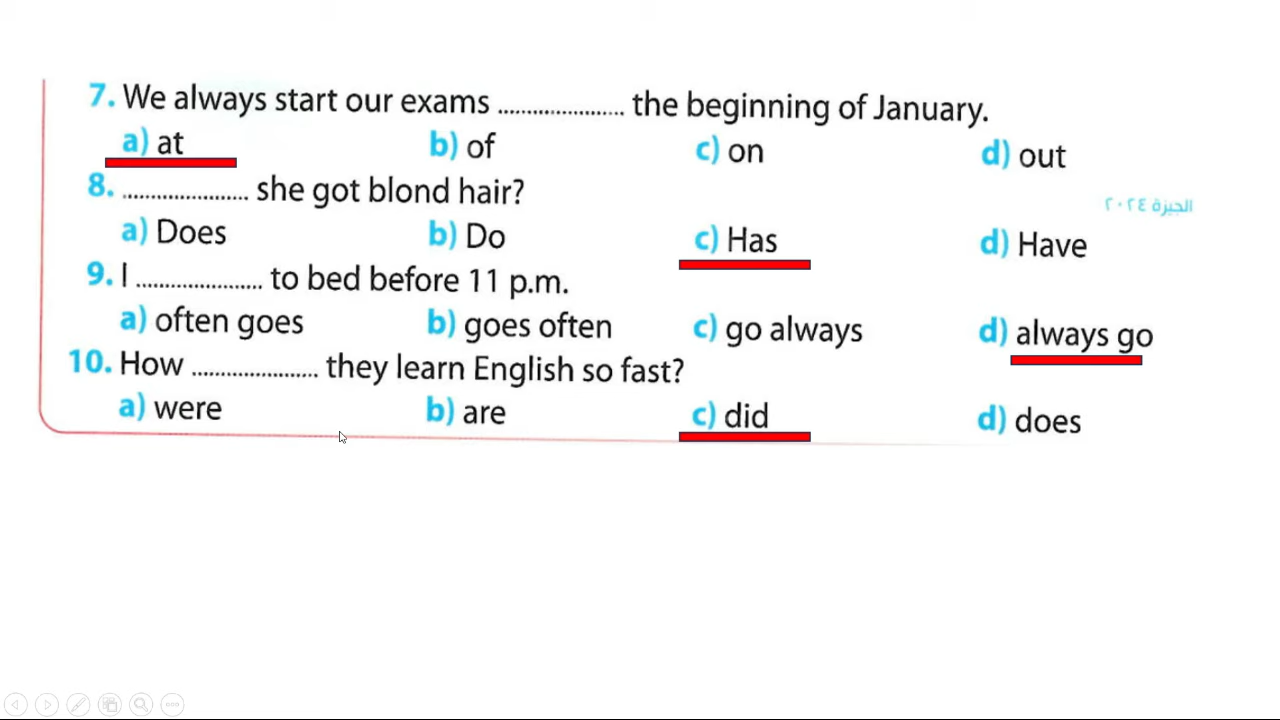 7. We always start our exams ..................... the beginning of January.
a) at b) of c) on d) out
8. ..................... she got blond hair?
الجيزة ٢٠٢٤
a) Does b) Do c) Has d) Have
9. I ..................... to bed before 11 p.m.
a) often goes b) goes often c) go always d) always go
10. How ..................... they learn English so fast?
a) were b) are c) did d) does